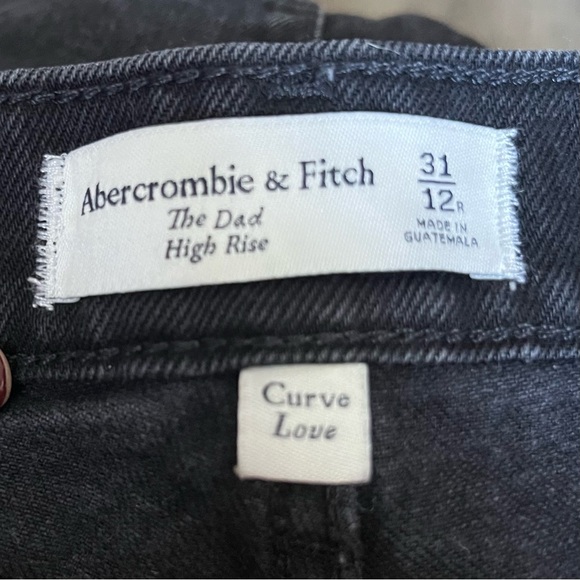 Abercrombie & Fitch
The Dad
High Rise
31
12R
MADE IN
GUATEMALA
Curve
Love